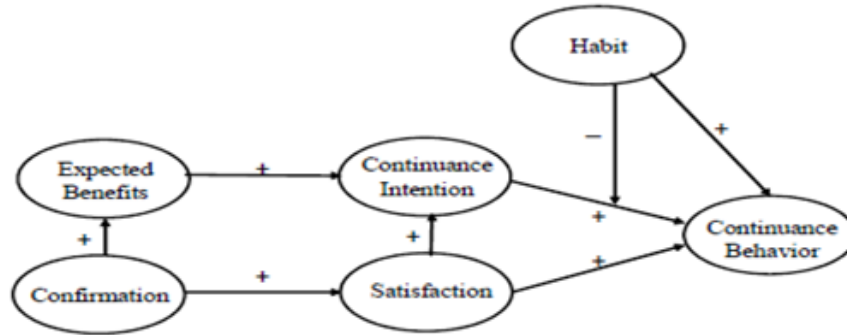 Habit
–
+
Expected
Benefits
+
Continuance
Intention
+
+
+
Continuance
Behavior
+
Confirmation
+
Satisfaction